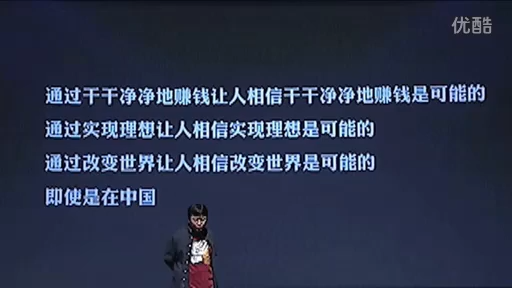 优酷
通过干干净净地赚钱让人相信干干净净地赚钱是可能的
通过实现理想让人相信实现理想是可能的
通过改变世界让人相信改变世界是可能的
即使是在中国